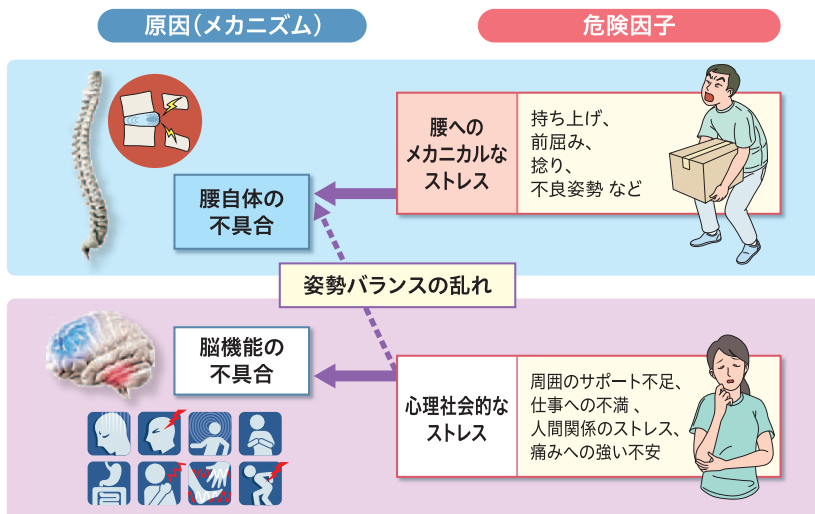 原因（メカニズム）
危険因子
腰自体の
不具合
腰への
メカニカルな
ストレス
持ち上げ、
前屈み、
捻り、
不良姿勢 など
姿勢バランスの乱れ
脳機能の
不具合
心理社会的な
ストレス
周囲のサポート不足、
仕事への不満 、
人間関係のストレス、
痛みへの強い不安